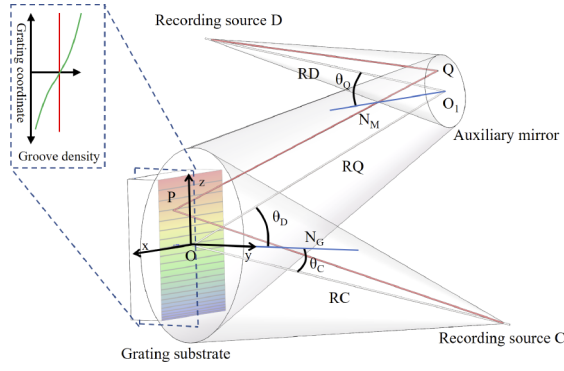 Recording source D
Grating coordinate
Groove density
RD
θQ
Q
O1
NM
Auxiliary mirror
RQ
P
z
θD
x
O
y
NG
θC
RC
Grating substrate
Recording source C